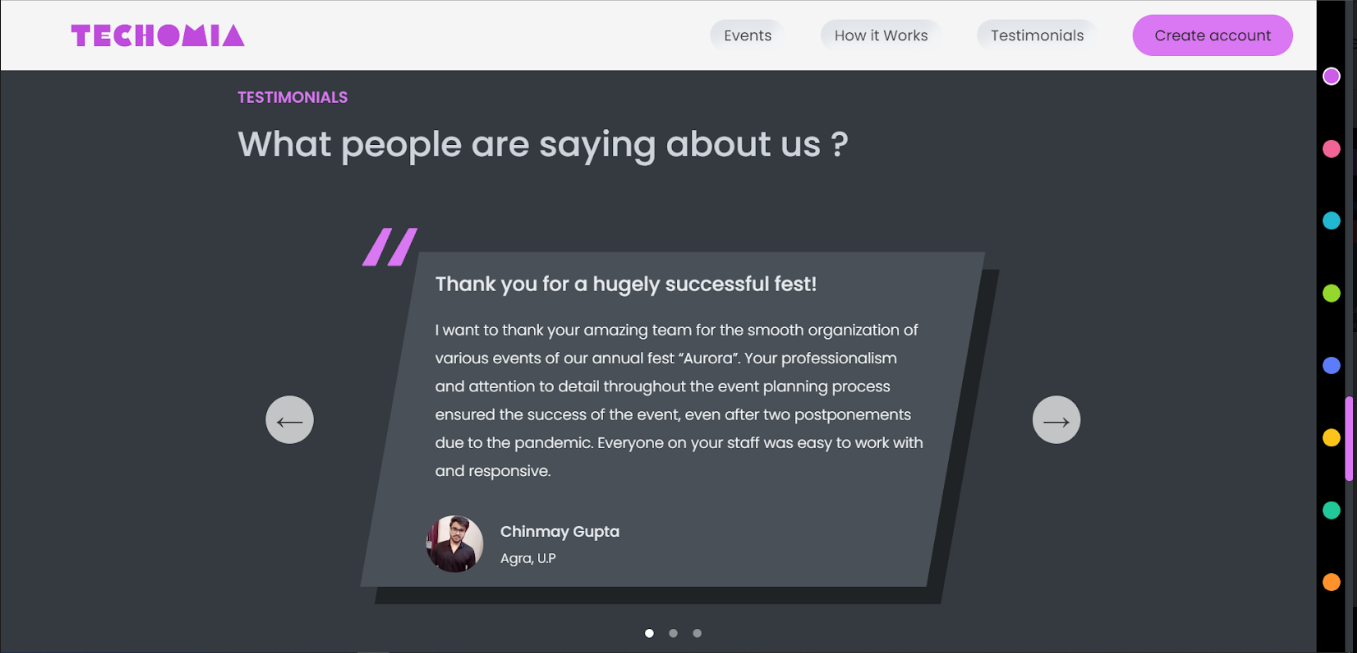 TECHOMIA
Events
How it Works
Testimonials
Create account
TESTIMONIALS
What people are saying about us ?
Thank you for a hugely successful fest!
I want to thank your amazing team for the smooth organization of
various events of our annual fest “Aurora”. Your professionalism
and attention to detail throughout the event planning process
ensured the success of the event, even after two postponements
due to the pandemic. Everyone on your staff was easy to work with
and responsive.
Chinmay Gupta
Agra, U.P